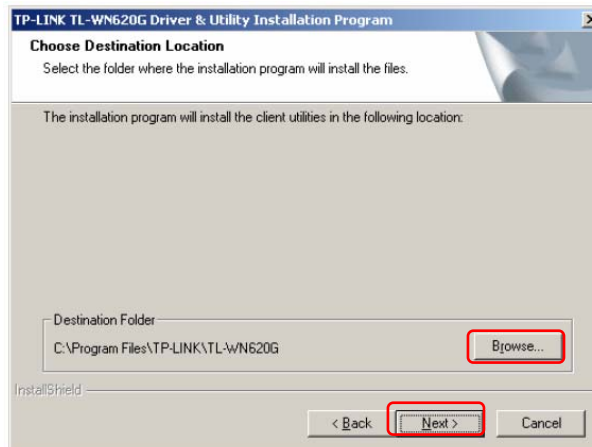 TP-LINK TL-WN620G Driver & Utility Installation Program
Choose Destination Location
Select the folder where the installation program will install the files.
The installation program will install the client utilities in the following location:
Destination Folder
C:\Program Files\TP-LINK\TL-WN620G
Browse...
InstallShield
< Back
Next >
Cancel